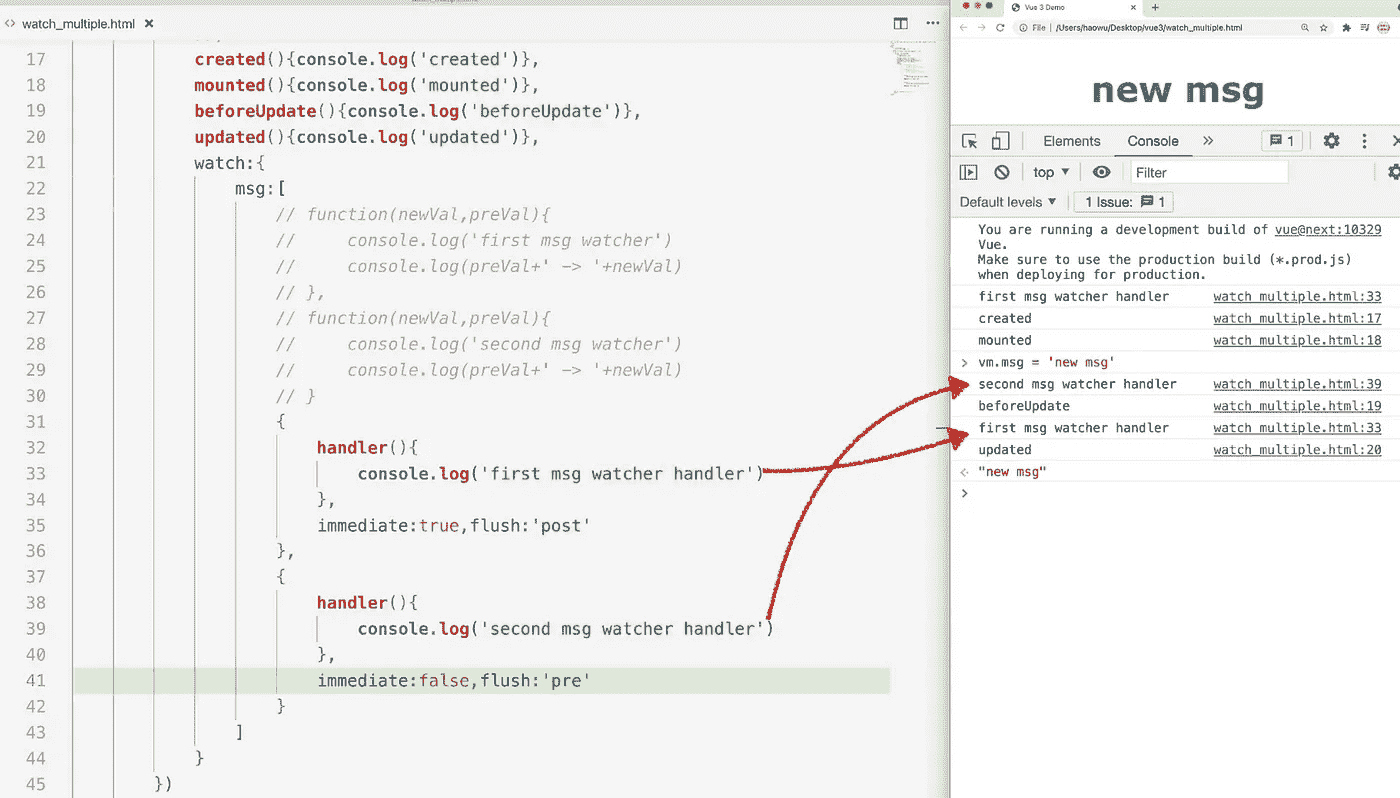 watch_multiple.html
17 created(){console.log('created')},
18 mounted(){console.log('mounted')},
19 beforeUpdate(){console.log('beforeUpdate')},
20 updated(){console.log('updated')},
21 watch:{
22 msg:[
23 // function(newVal,preVal){
24 // console.log('first msg watcher')
25 // console.log(preVal+' -> '+newVal)
26 // },
27 // function(newVal,preVal){
28 // console.log('second msg watcher')
29 // console.log(preVal+' -> '+newVal)
30 // }
31 {
32 handler(){
33 console.log('first msg watcher handler')
34 },
35 immediate:true,flush:'post'
36 },
37 {
38 handler(){
39 console.log('second msg watcher handler')
40 },
41 immediate:false,flush:'pre'
42 }
43 ]
44 }
45 })
Vue 3 Demo
File | /Users/haowu/Desktop/vue3/watch_multiple.html
new msg
Elements Console 1
top Filter
Default levels 1 Issue: 1
You are running a development build of vue@next:10329
Vue.
Make sure to use the production build (*.prod.js)
when deploying for production.
first msg watcher handler watch_multiple.html:33
created watch_multiple.html:17
mounted watch_multiple.html:18
> vm.msg = 'new msg'
second msg watcher handler watch_multiple.html:39
beforeUpdate watch_multiple.html:19
first msg watcher handler watch_multiple.html:33
updated watch_multiple.html:20
"new msg"
>